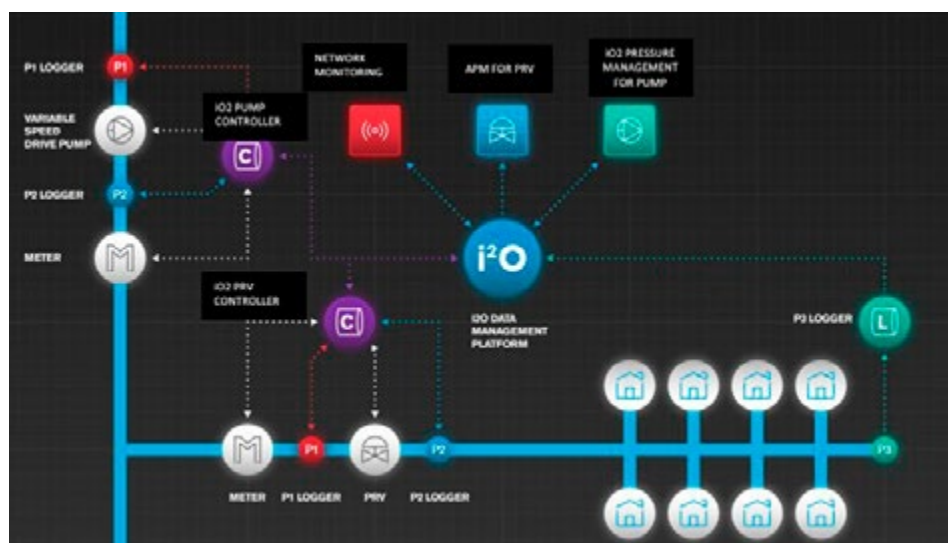 P1 LOGGER
P1
VARIABLE
SPEED
DRIVE PUMP
P2 LOGGER
P2
METER
M
iO2 PUMP
CONTROLLER
C
NETWORK
MONITORING
APM FOR PRV
iO2 PRESSURE
MANAGEMENT
FOR PUMP
i²O
I2O DATA
MANAGEMENT
PLATFORM
iO2 PRV
CONTROLLER
C
P3 LOGGER
L
M
P1
P2
P3
METER
P1 LOGGER
PRV
P2 LOGGER